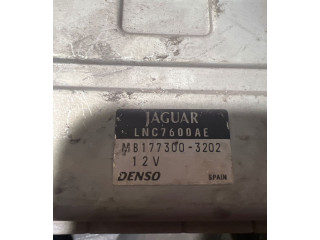 JAGUAR
LNC7600AE
MB177300-3202
12V
DENSO SPAIN